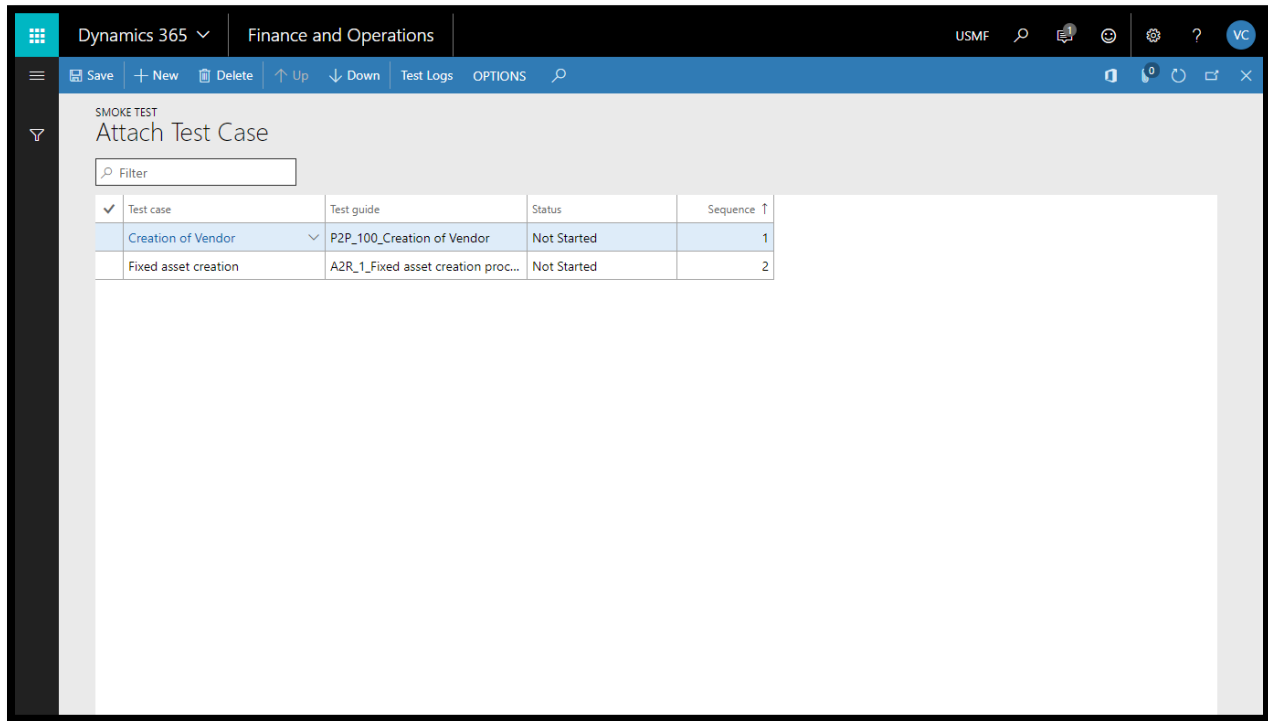 Dynamics 365 Finance and Operations USMF 1 ? VC
Save New Delete Up Down Test Logs OPTIONS 0
SMOKE TEST
Attach Test Case
Filter
Test case Test guide Status Sequence
Creation of Vendor P2P_100_Creation of Vendor Not Started 1
Fixed asset creation A2R_1_Fixed asset creation proc... Not Started 2